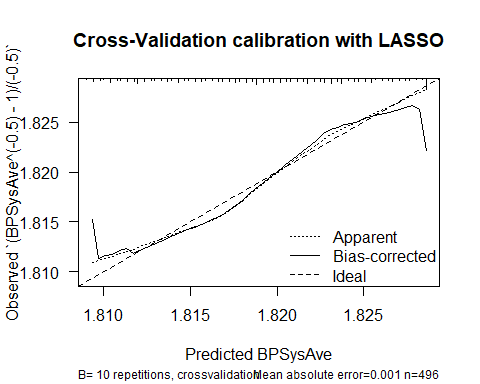 Cross-Validation calibration with LASSO
Observed `(BPSysAve^(-0.5) - 1)/(-0.5)`
1.825
1.820
1.815
1.810
Apparent
Bias-corrected
Ideal
1.810 1.815 1.820 1.825
Predicted BPSysAve
B= 10 repetitions, crossvalidation Mean absolute error=0.001 n=496